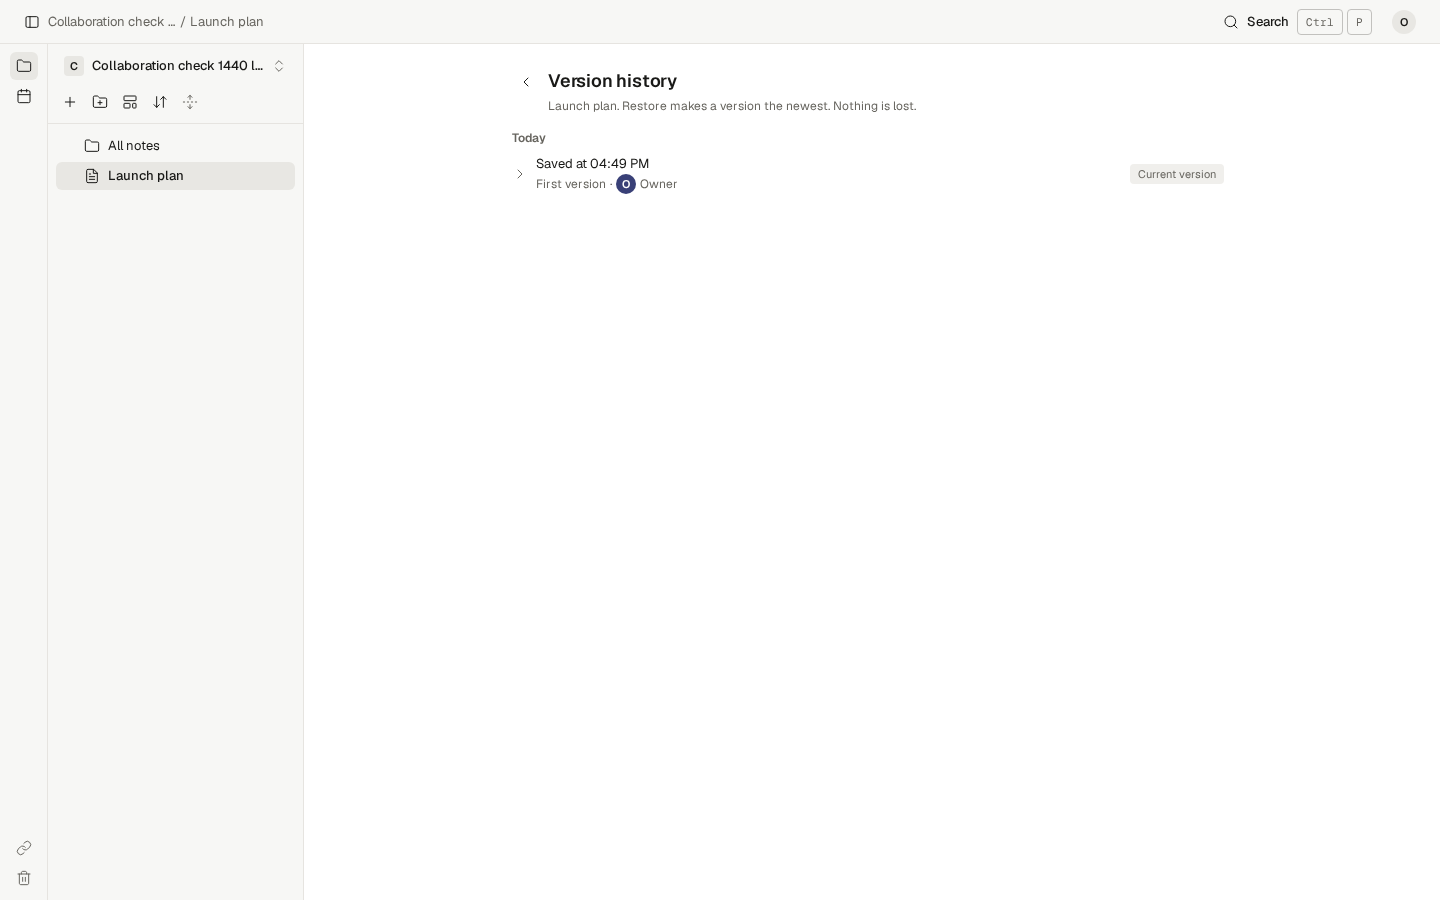 Collaboration check ... / Launch plan
Search Ctrl P O
C Collaboration check 1440 l...
All notes
Launch plan
Version history
Launch plan. Restore makes a version the newest. Nothing is lost.
Today
Saved at 04:49 PM
First version · O Owner
Current version